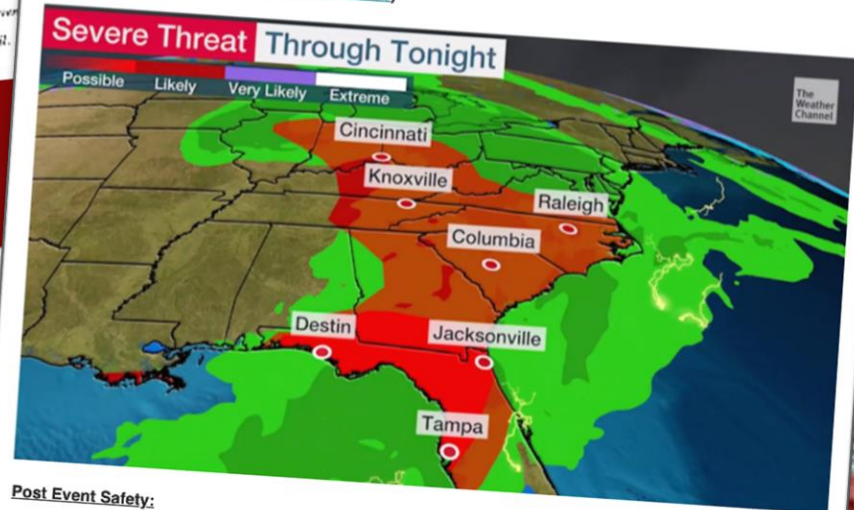 Severe Threat Through Tonight
Possible Likely Very Likely Extreme
The
Weather
Channel
Cincinnati
Knoxville
Raleigh
Columbia
Destin
Jacksonville
Tampa
Post Event Safety: